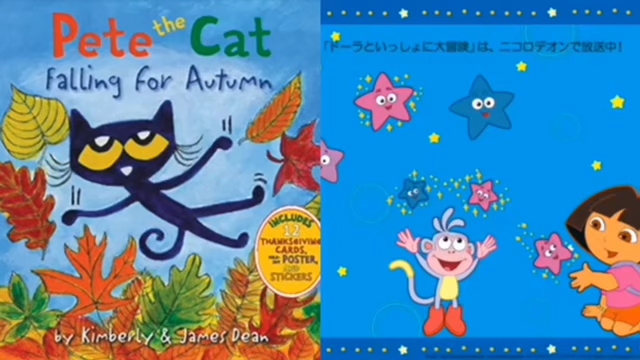 Pete the Cat
Falling for Autumn
INCLUDES
12
THANKSGIVING
CARDS,
POSTER,
AND
STICKERS
by Kimberly & James Dean
「ドーラといっしょに大冒険」は、ニコロデオンで放送中!